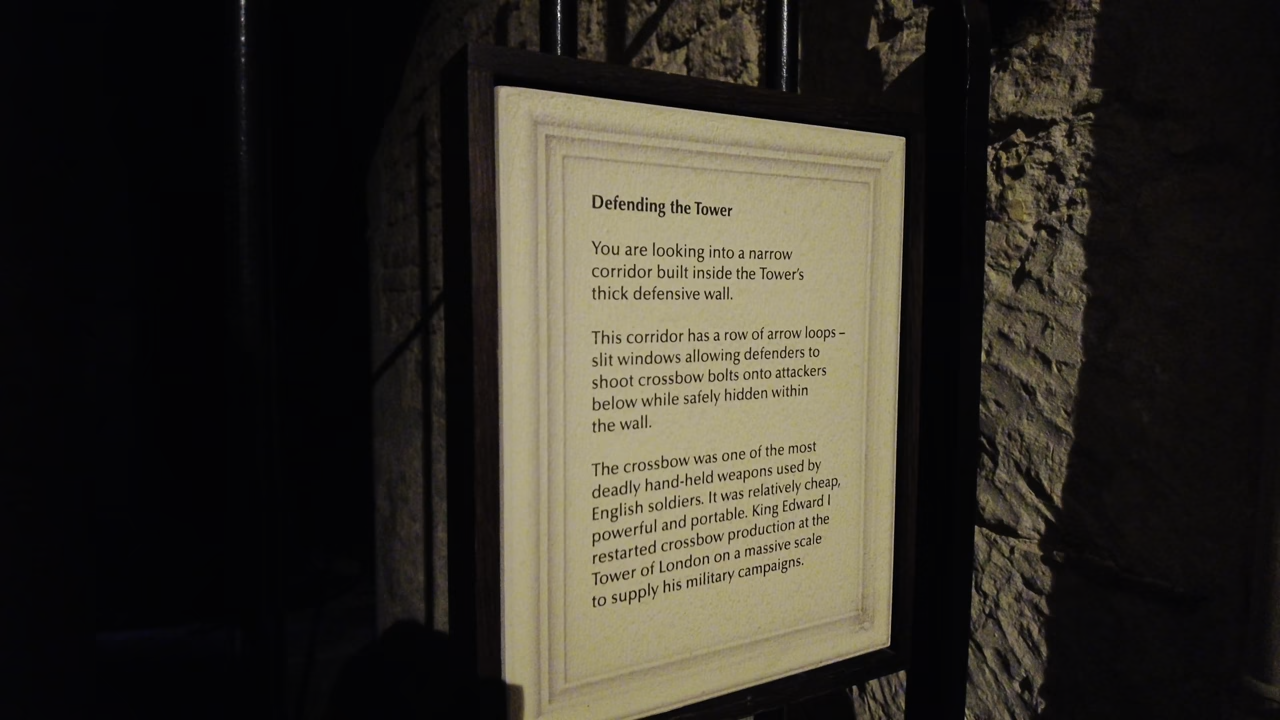 Defending the Tower
You are looking into a narrow
corridor built inside the Tower's
thick defensive wall.
This corridor has a row of arrow loops –
slit windows allowing defenders to
shoot crossbow bolts onto attackers
below while safely hidden within
the wall.
The crossbow was one of the most
deadly hand-held weapons used by
English soldiers. It was relatively cheap,
powerful and portable. King Edward I
restarted crossbow production at the
Tower of London on a massive scale
to supply his military campaigns.